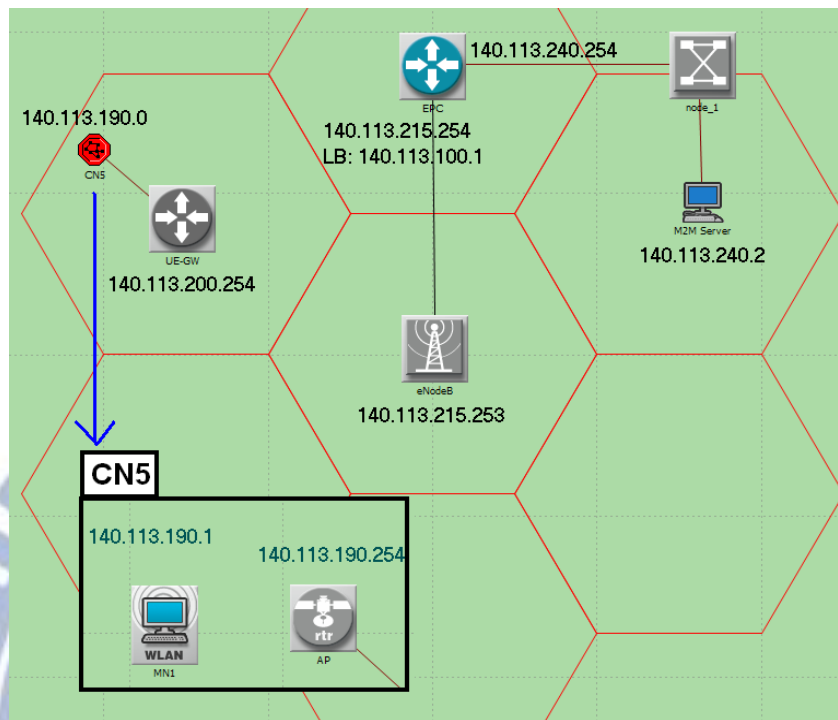 140.113.240.254
EPC
node_1
140.113.190.0
CN5
140.113.215.254
LB: 140.113.100.1
UE-GW
140.113.200.254
M2M Server
140.113.240.2
eNodeB
140.113.215.253
CN5
140.113.190.1
140.113.190.254
rtr
WLAN
MN1
AP